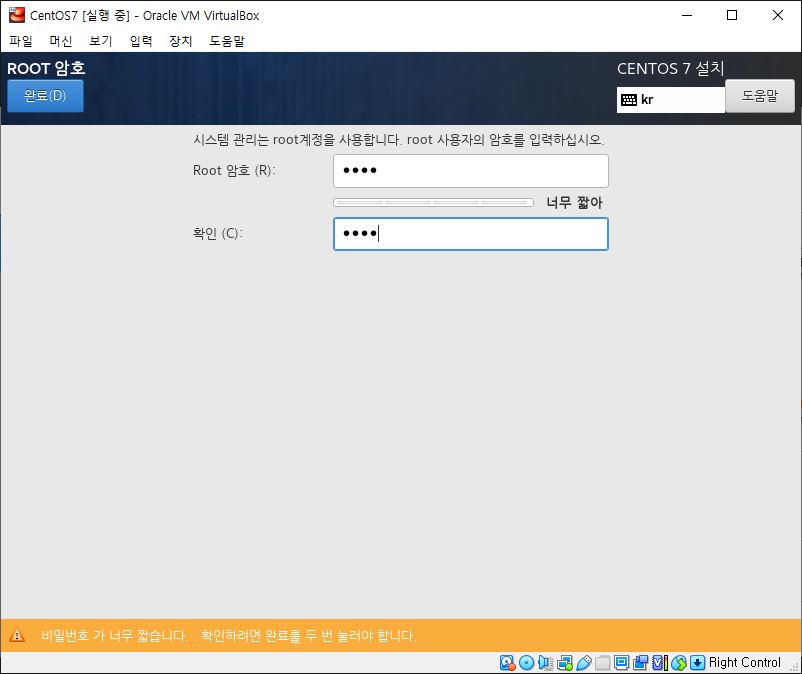 CentOS7 [실행 중] - Oracle VM VirtualBox
파일 머신 보기 입력 장치 도움말
ROOT 암호 CENTOS 7 설치
완료(D) kr 도움말
시스템 관리는 root계정을 사용합니다. root 사용자의 암호를 입력하십시오.
Root 암호 (R): ●●●●
너무 짧아
확인 (C): ●●●●
비밀번호 가 너무 짧습니다. . 확인하려면 완료를 두 번 눌러야 합니다.
Right Control